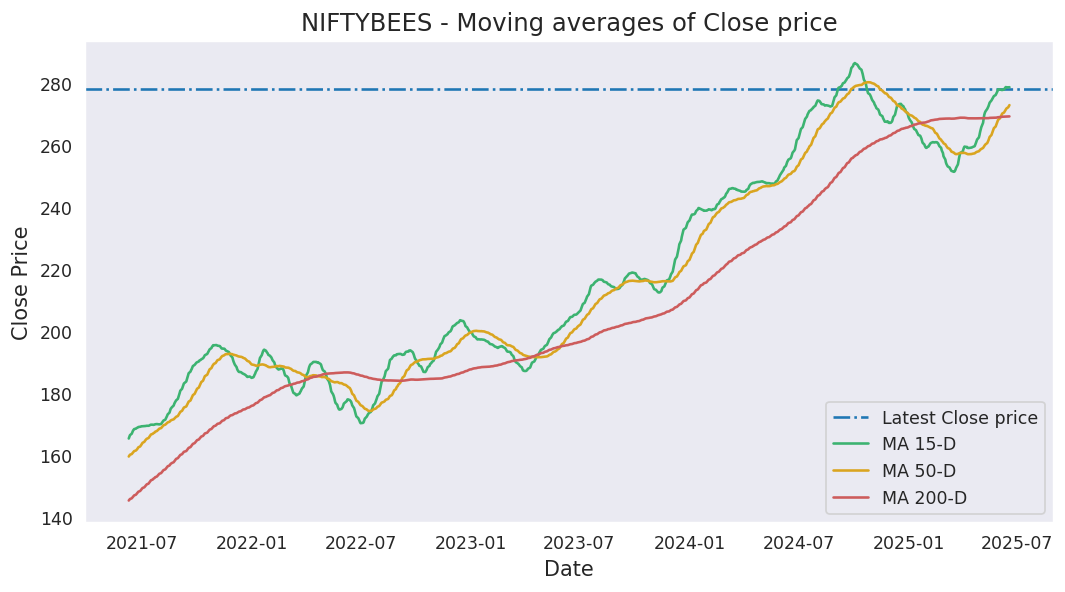 NIFTYBEES - Moving averages of Close price
Close Price
280
260
240
220
200
180
160
140
2021-07 2022-01 2022-07 2023-01 2023-07 2024-01 2024-07 2025-01 2025-07
Date
Latest Close price
MA 15-D
MA 50-D
MA 200-D